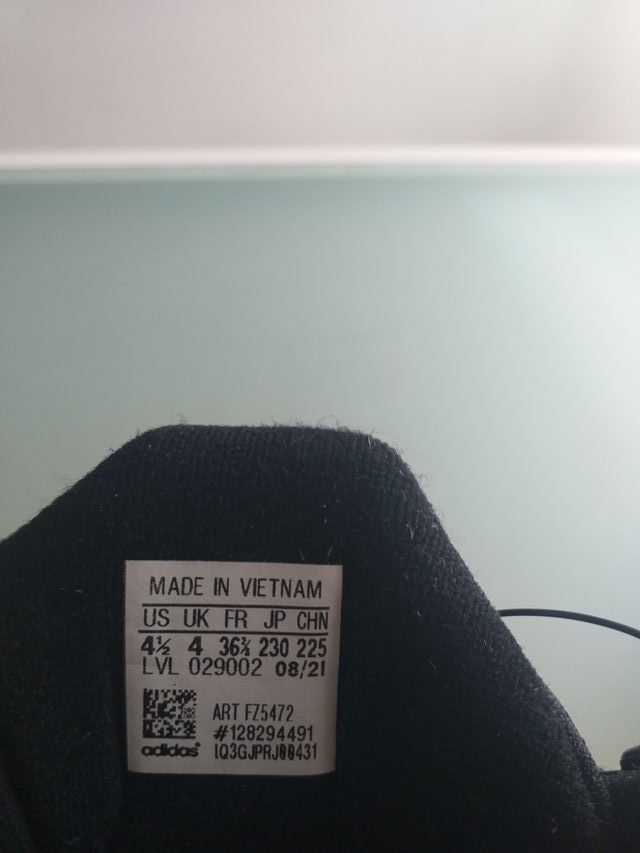 MADE IN VIETNAM
US UK FR JP CHN
4½ 4 36⅔ 230 225
LVL 029002 08/21
ART FZ5472
#128294491
adidas® 1Q3GJPRJ00431